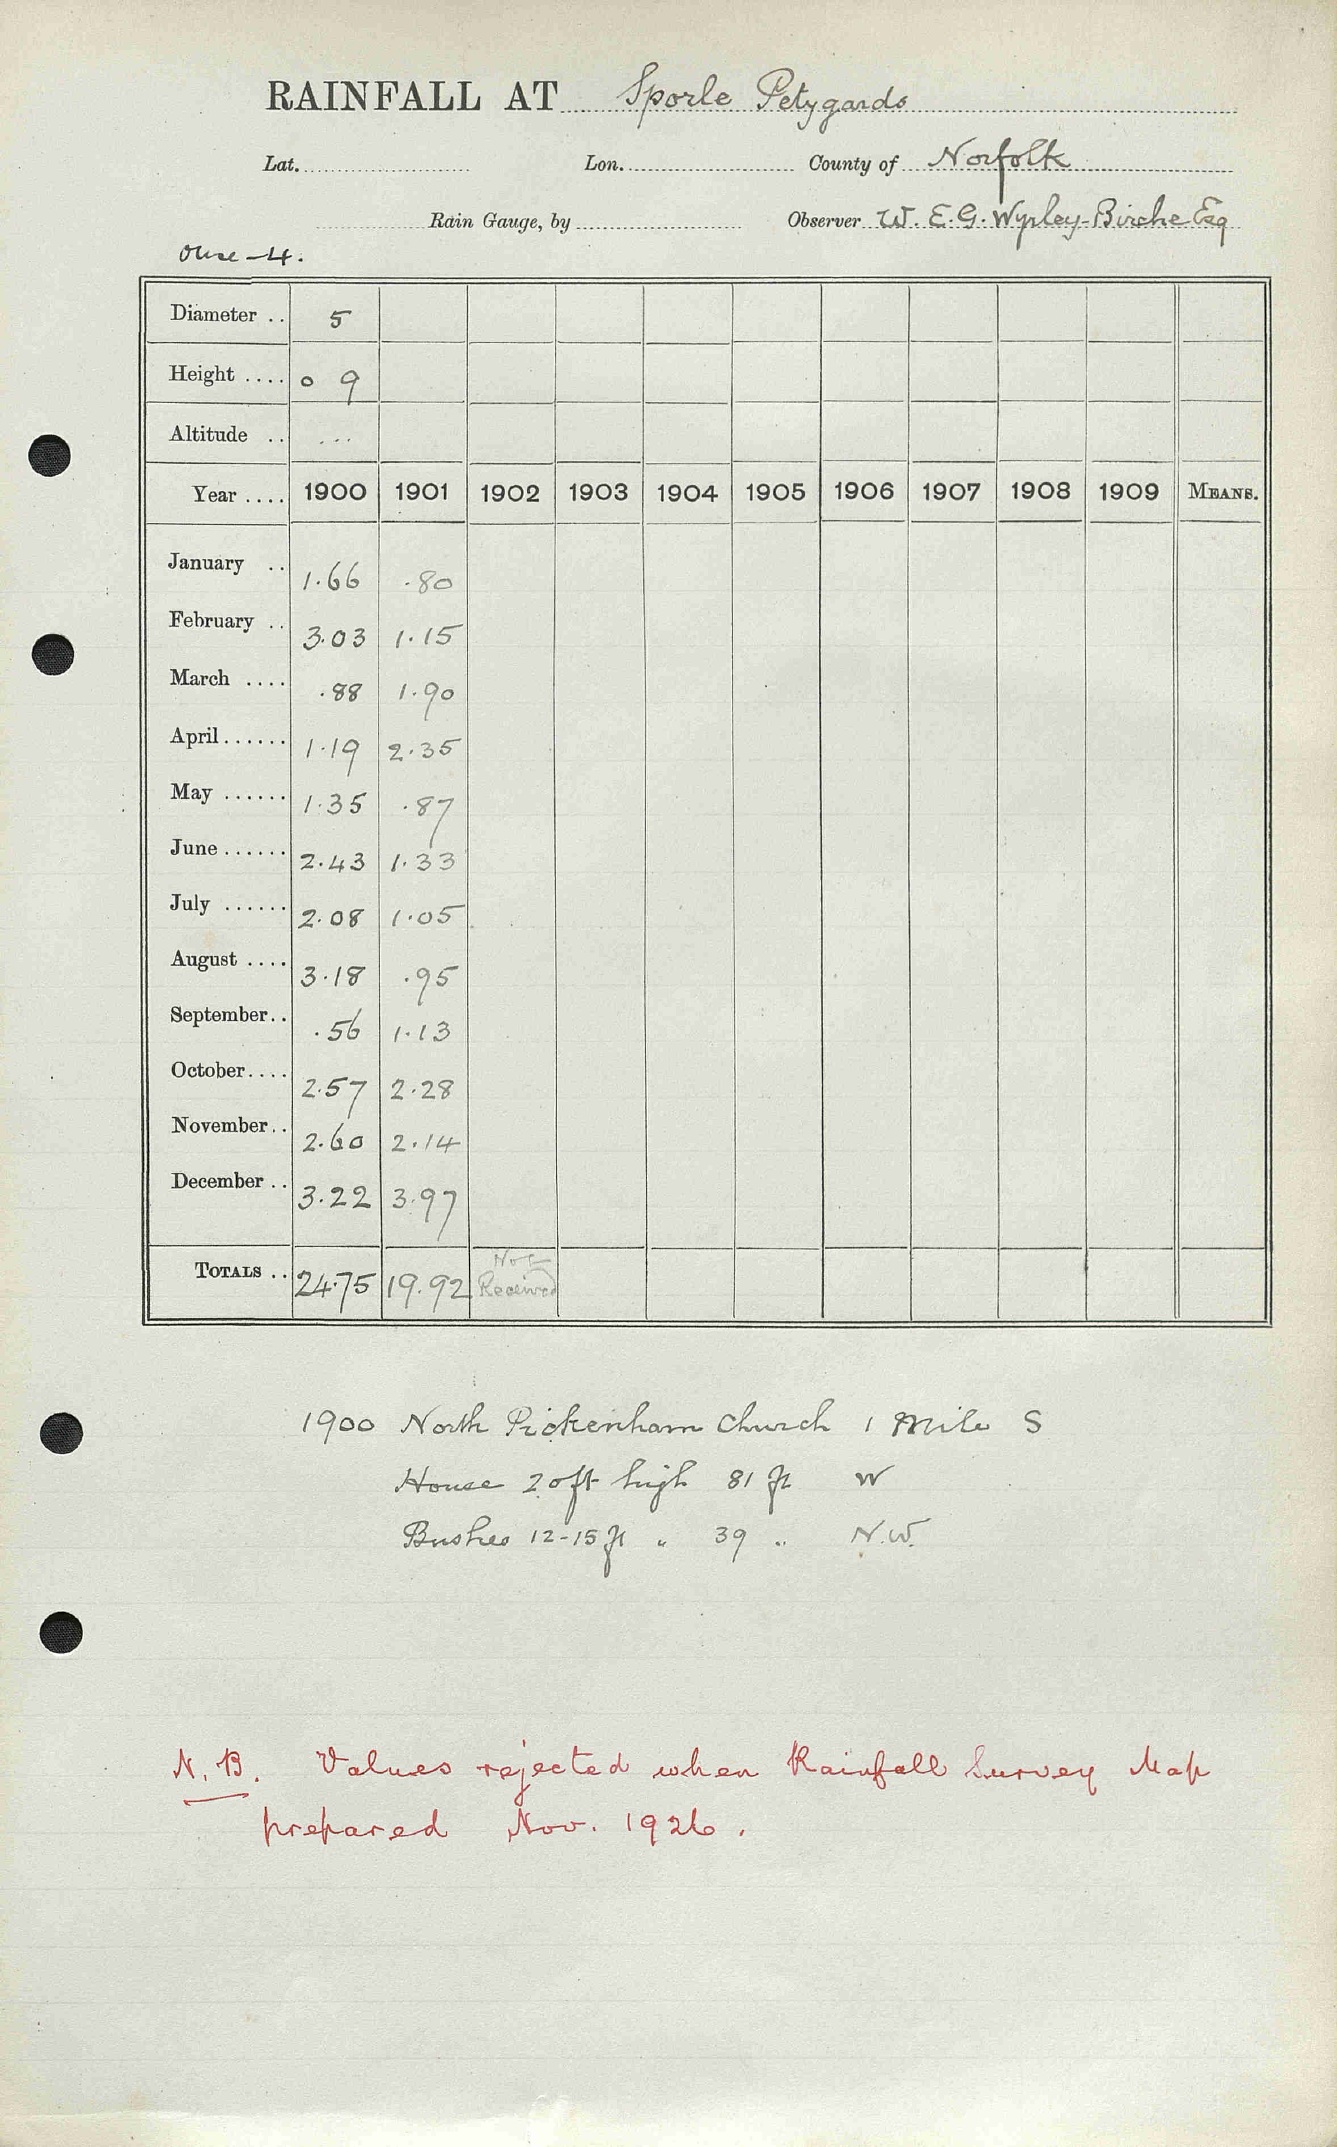 RAINFALL AT Sporle Petygards
Lat. Lon. County of Norfolk
Rain Gauge, by Observer W. E. G. Wyrley-Birche Esq
Ouse-4.
Diameter .. 5
Height .... 0 9
Altitude .. ...
Year .... 1900 1901 1902 1903 1904 1905 1906 1907 1908 1909 MEANS.
January .. 1.66 .80
February .. 3.03 1.15
March .... .88 1.90
April...... 1.19 2.35
May ...... 1.35 .87
June ...... 2.43 1.33
July ...... 2.08 1.05
August .... 3.18 .95
September.. .56 1.13
October.... 2.57 2.28
November.. 2.60 2.14
December .. 3.22 3.97
TOTALS .. 24.75 19.92 Not Received
1900 North Pickenham Church 1 Mile S
House 20ft high 81 ft W
Bushes 12-15 ft " 39 " N.W.
N.B. Values rejected when Rainfall Survey Map
prepared Nov. 1926.